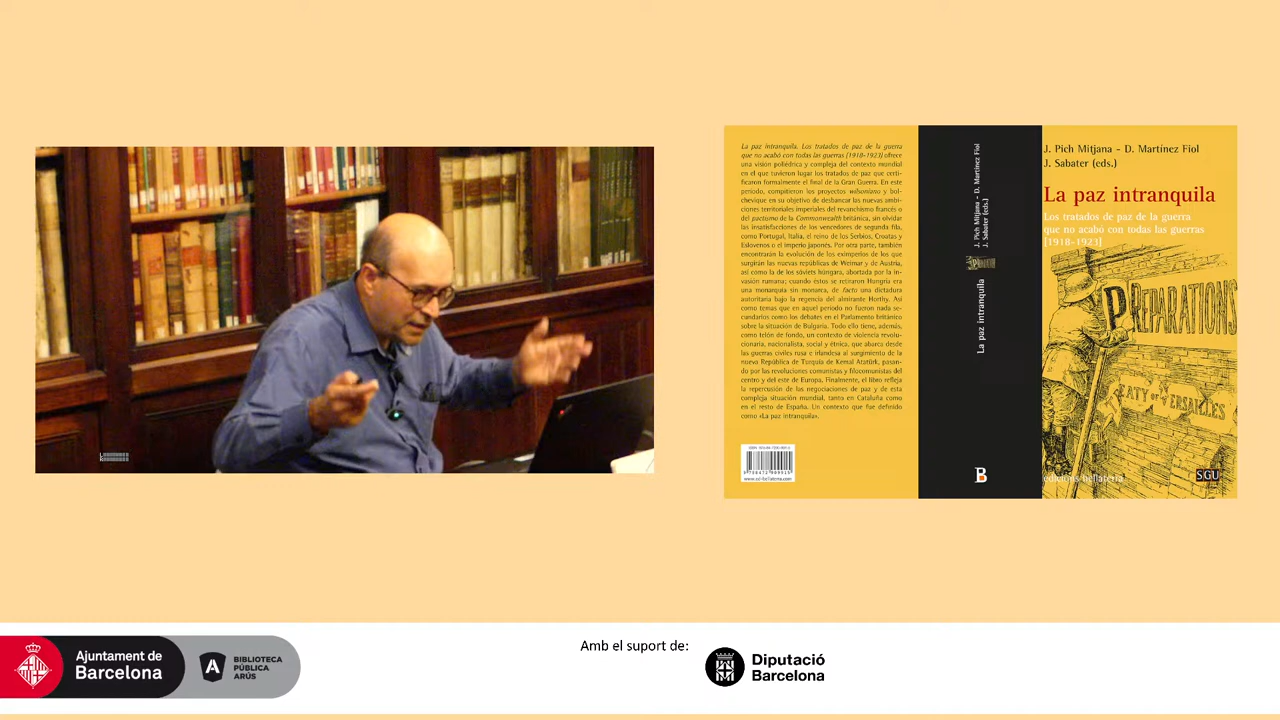 La paz intranquila. Los tratados de paz de la guerra
que no acabó con todas las guerras [1918-1923] ofrece
una visión poliédrica y compleja del contexto mundial
en el que tuvieron lugar los tratados de paz que certi-
ficaron formalmente el final de la Gran Guerra. En este
periodo, compitieron los proyectos wilsoniano y bol-
chevique en su objetivo de desbancar las nuevas ambi-
ciones territoriales imperiales del revanchismo francés o
del pactismo de la Commonwealth británica, sin olvidar
las insatisfacciones de los vencedores de segunda fila,
como Portugal, Italia, el reino de los Serbios, Croatas y
Eslovenos o el imperio japonés. Por otra parte, también
encontrarán la evolución de los eximperios de los que
surgirán las nuevas repúblicas de Weimar y de Austria,
así como la de los sóviets húngara, abortada por la in-
vasión rumana; cuando éstos se retiraron Hungría era
una monarquía sin monarca, de facto una dictadura
autoritaria bajo la regencia del almirante Horthy. Así
como temas que en aquel periodo no fueron nada se-
cundarios como los debates en el Parlamento británico
sobre la situación de Bulgaria. Todo ello tiene, además,
como telón de fondo, un contexto de violencia revolu-
cionaria, nacionalista, social y étnica, que abarca desde
las guerras civiles rusa e irlandesa al surgimiento de la
nueva República de Turquía de Kemal Atatürk, pasan-
do por las revoluciones comunistas y filocomunistas del
centro y del este de Europa. Finalmente, el libro refleja
la repercusión de las negociaciones de paz y de esta
compleja situación mundial, tanto en Cataluña como
en el resto de España. Un contexto que fue definido
como «La paz intranquila».
www.ed-bellaterra.com
J. Pich Mitjana - D. Martínez Fiol
J. Sabater (eds.)
La paz intranquila
B
J. Pich Mitjana - D. Martínez Fiol
J. Sabater (eds.)
La paz intranquila
Los tratados de paz de la guerra
que no acabó con todas las guerras
[1918-1923]
PREPARATIONS
TREATY of VERSAILLES
edicions bellaterra
SGU
Ajuntament de
Barcelona
A
BIBLIOTECA
PÚBLICA
ARÚS
Amb el suport de:
Diputació
Barcelona